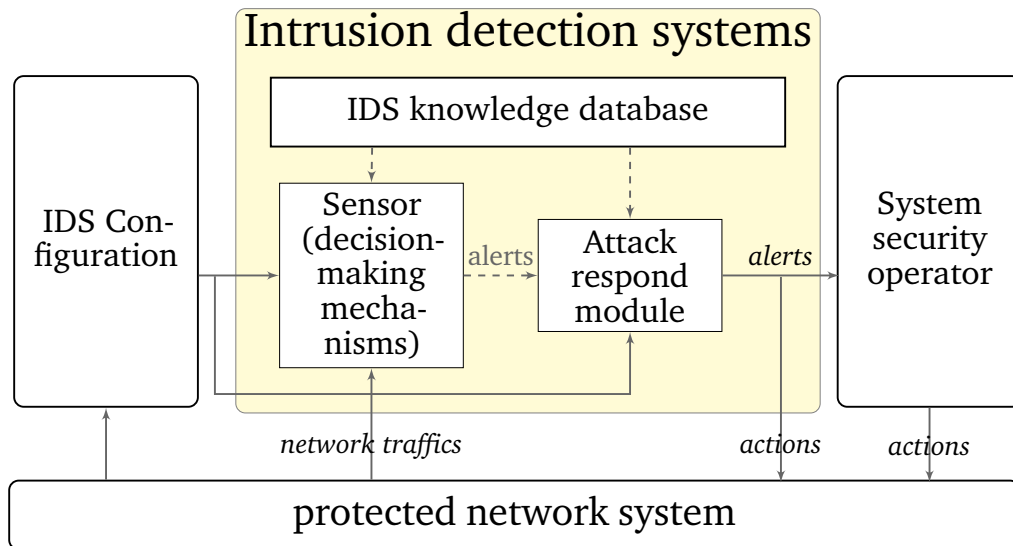 Intrusion detection systems
IDS knowledge database
IDS Con-
figuration
Sensor
(decision-
making
mecha-
nisms)
alerts
Attack
respond
module
alerts
System
security
operator
network traffics
actions
actions
protected network system